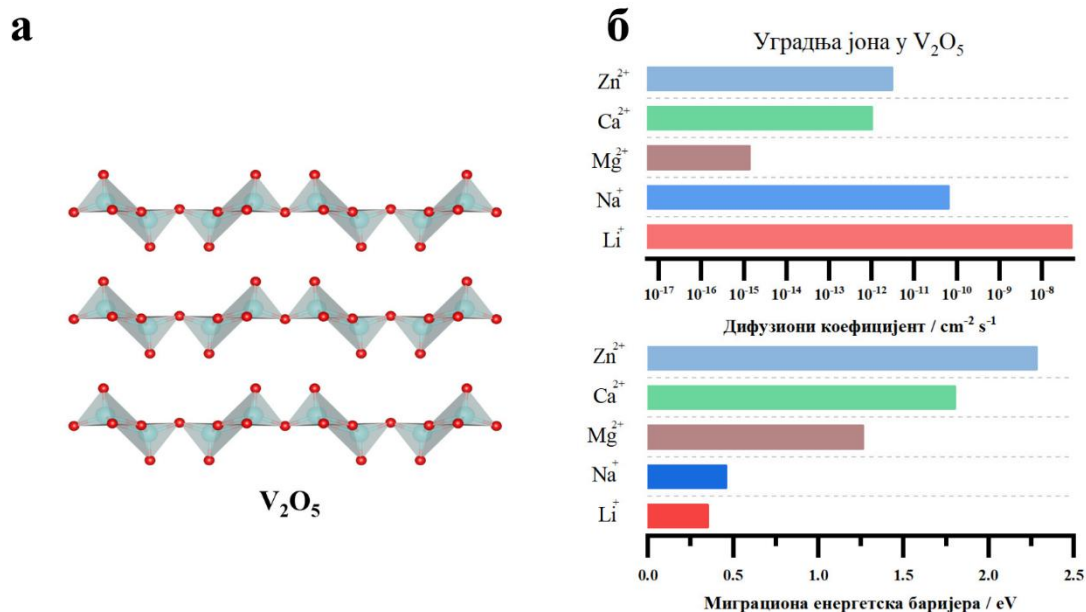 а
V₂O₅
б
Уградња јона у V₂O₅
Zn²⁺
Ca²⁺
Mg²⁺
Na⁺
Li⁺
10⁻¹⁷ 10⁻¹⁶ 10⁻¹⁵ 10⁻¹⁴ 10⁻¹³ 10⁻¹² 10⁻¹¹ 10⁻¹⁰ 10⁻⁹ 10⁻⁸
Дифузиони коефицијент / cm⁻² s⁻¹
Zn²⁺
Ca²⁺
Mg²⁺
Na⁺
Li⁺
0.0 0.5 1.0 1.5 2.0 2.5
Миграциона енергетска баријера / eV